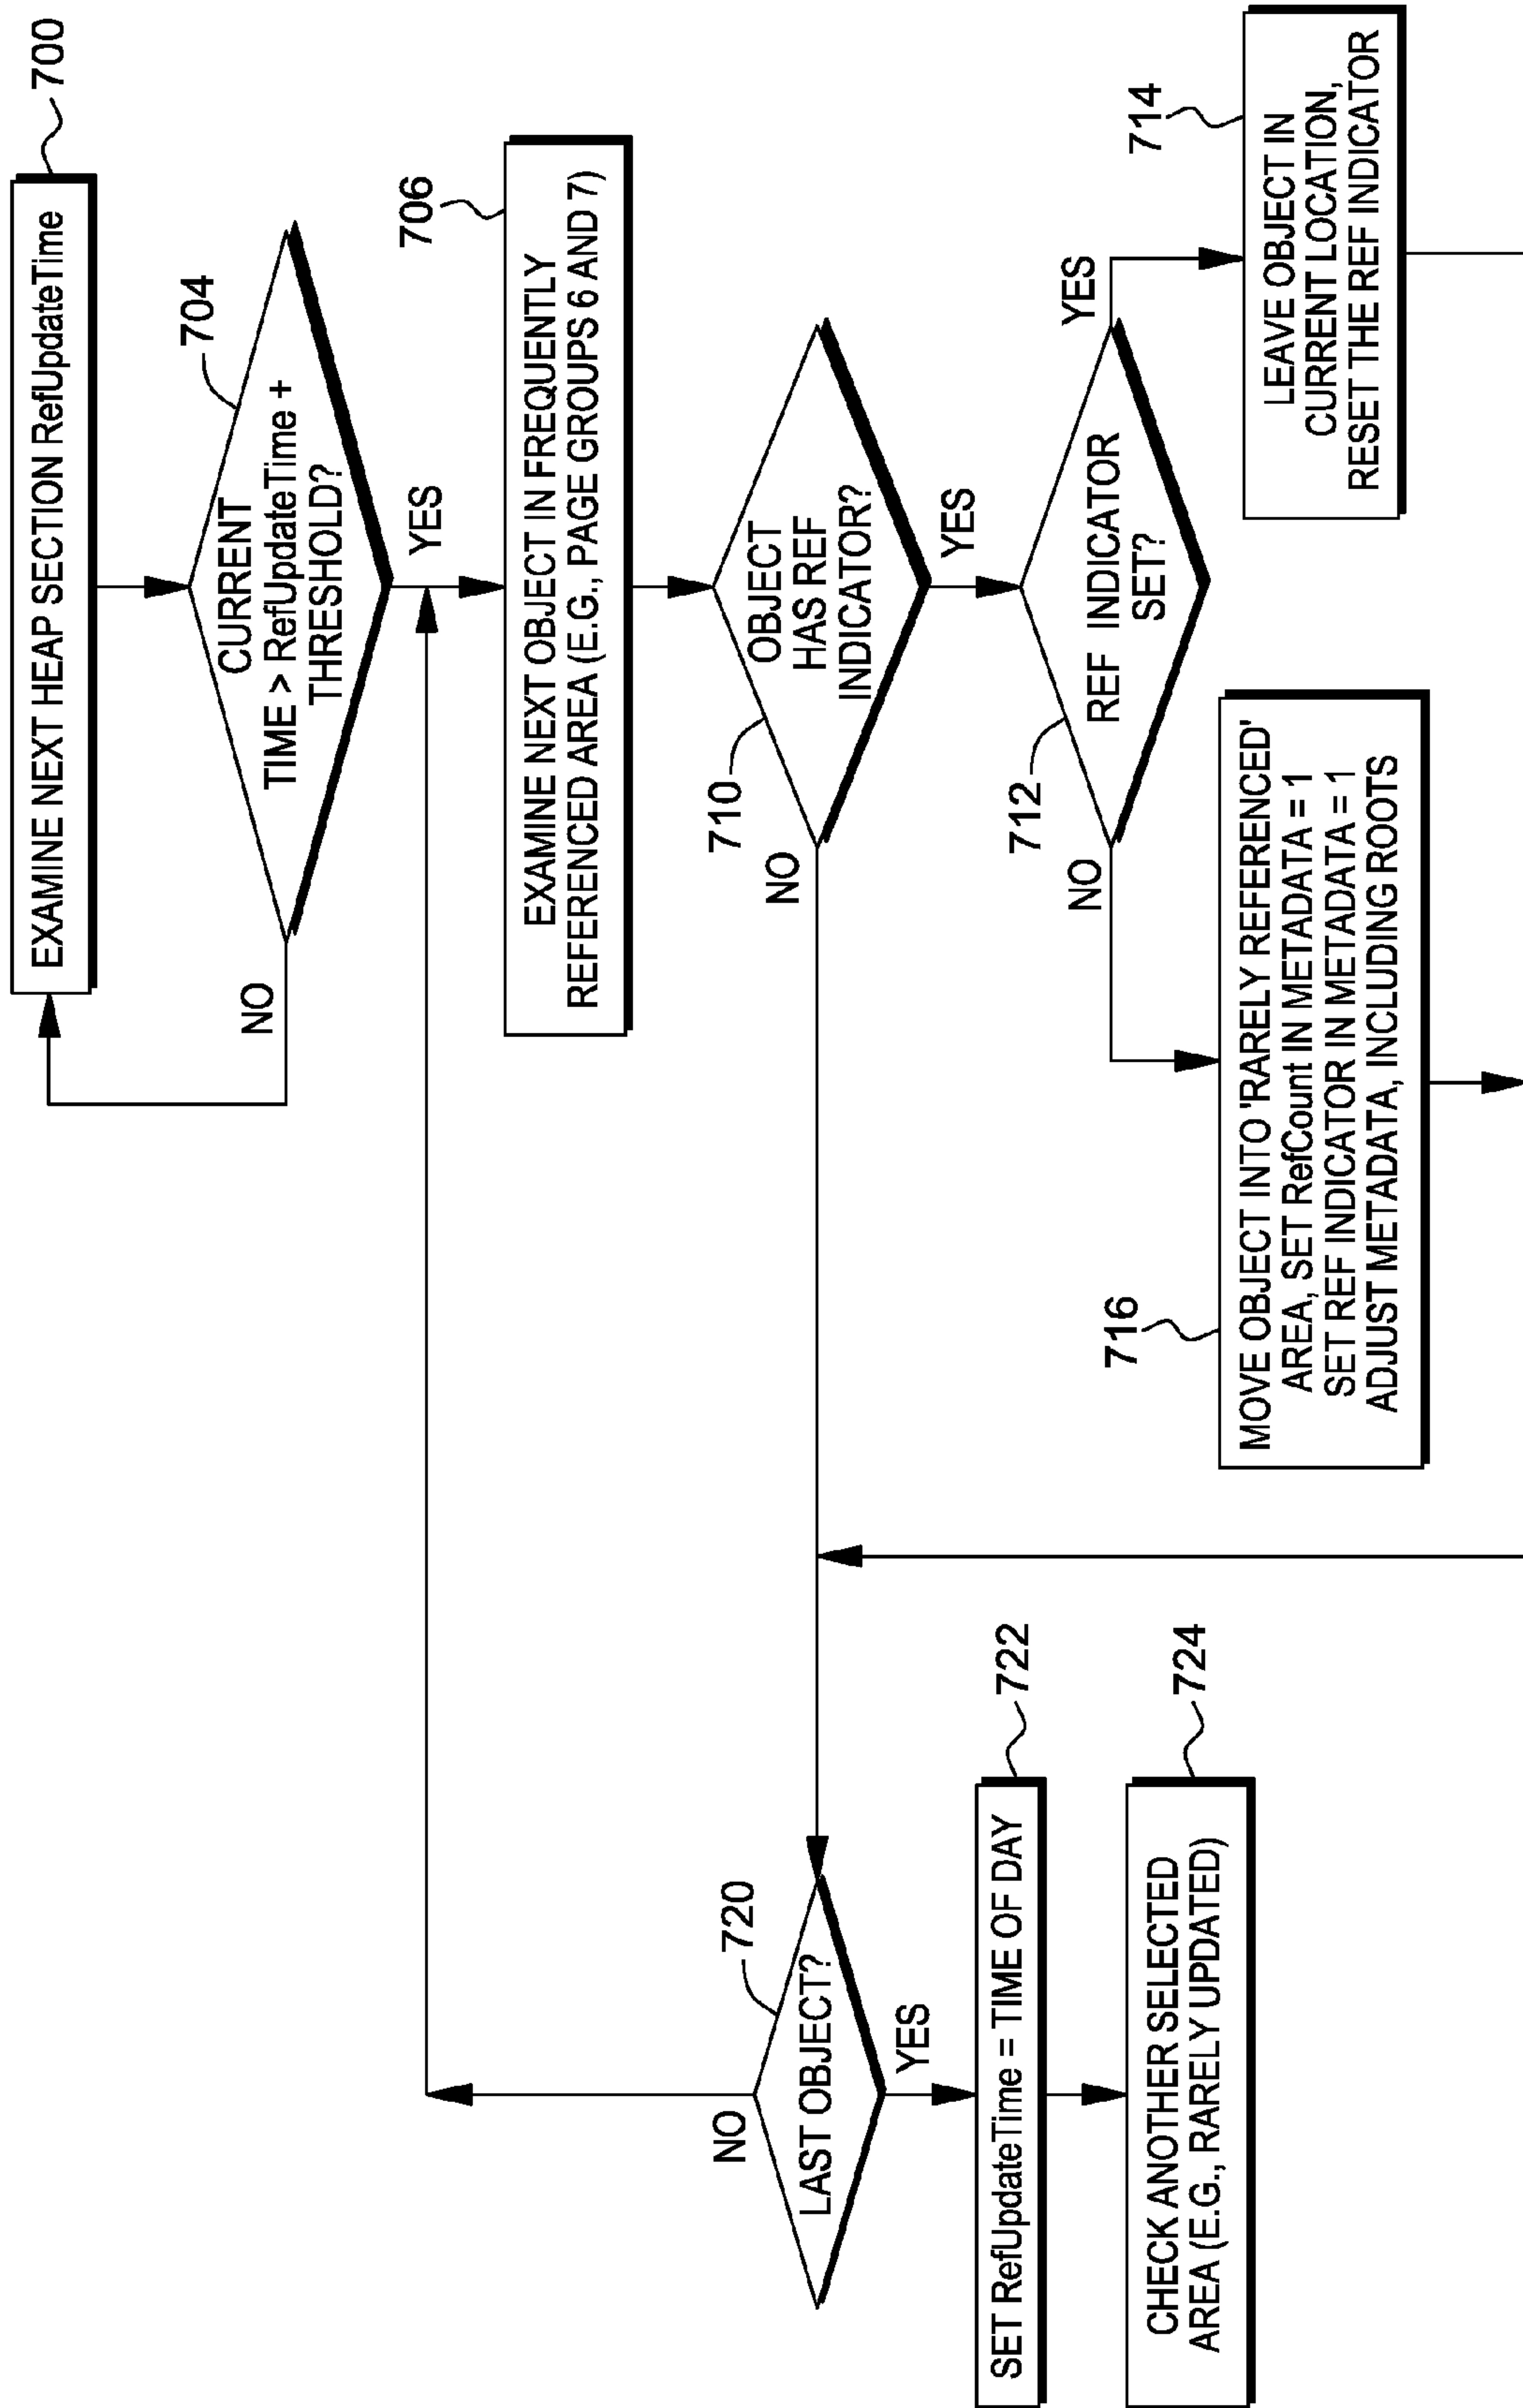 EXAMINE NEXT HEAP SECTION RefUpdateTime
700
704
CURRENT
TIME > RefUpdateTime +
THRESHOLD?
NO
YES
706
EXAMINE NEXT OBJECT IN FREQUENTLY
REFERENCED AREA (E.G., PAGE GROUPS 6 AND 7)
710
OBJECT
HAS REF
INDICATOR?
NO
YES
712
REF INDICATOR
SET?
NO
YES
714
LEAVE OBJECT IN
CURRENT LOCATION,
RESET THE REF INDICATOR
716
MOVE OBJECT INTO 'RARELY REFERENCED'
AREA, SET RefCount IN METADATA = 1
SET REF INDICATOR IN METADATA = 1
ADJUST METADATA, INCLUDING ROOTS
720
LAST OBJECT?
NO
YES
722
SET RefUpdateTime = TIME OF DAY
724
CHECK ANOTHER SELECTED
AREA (E.G., RARELY UPDATED)